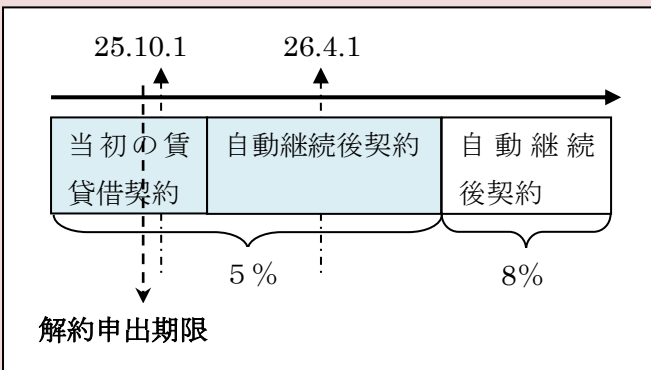 25.10.1
26.4.1
当初の賃
貸借契約
自動継続後契約
自動継続
後契約
５％
8%
解約申出期限